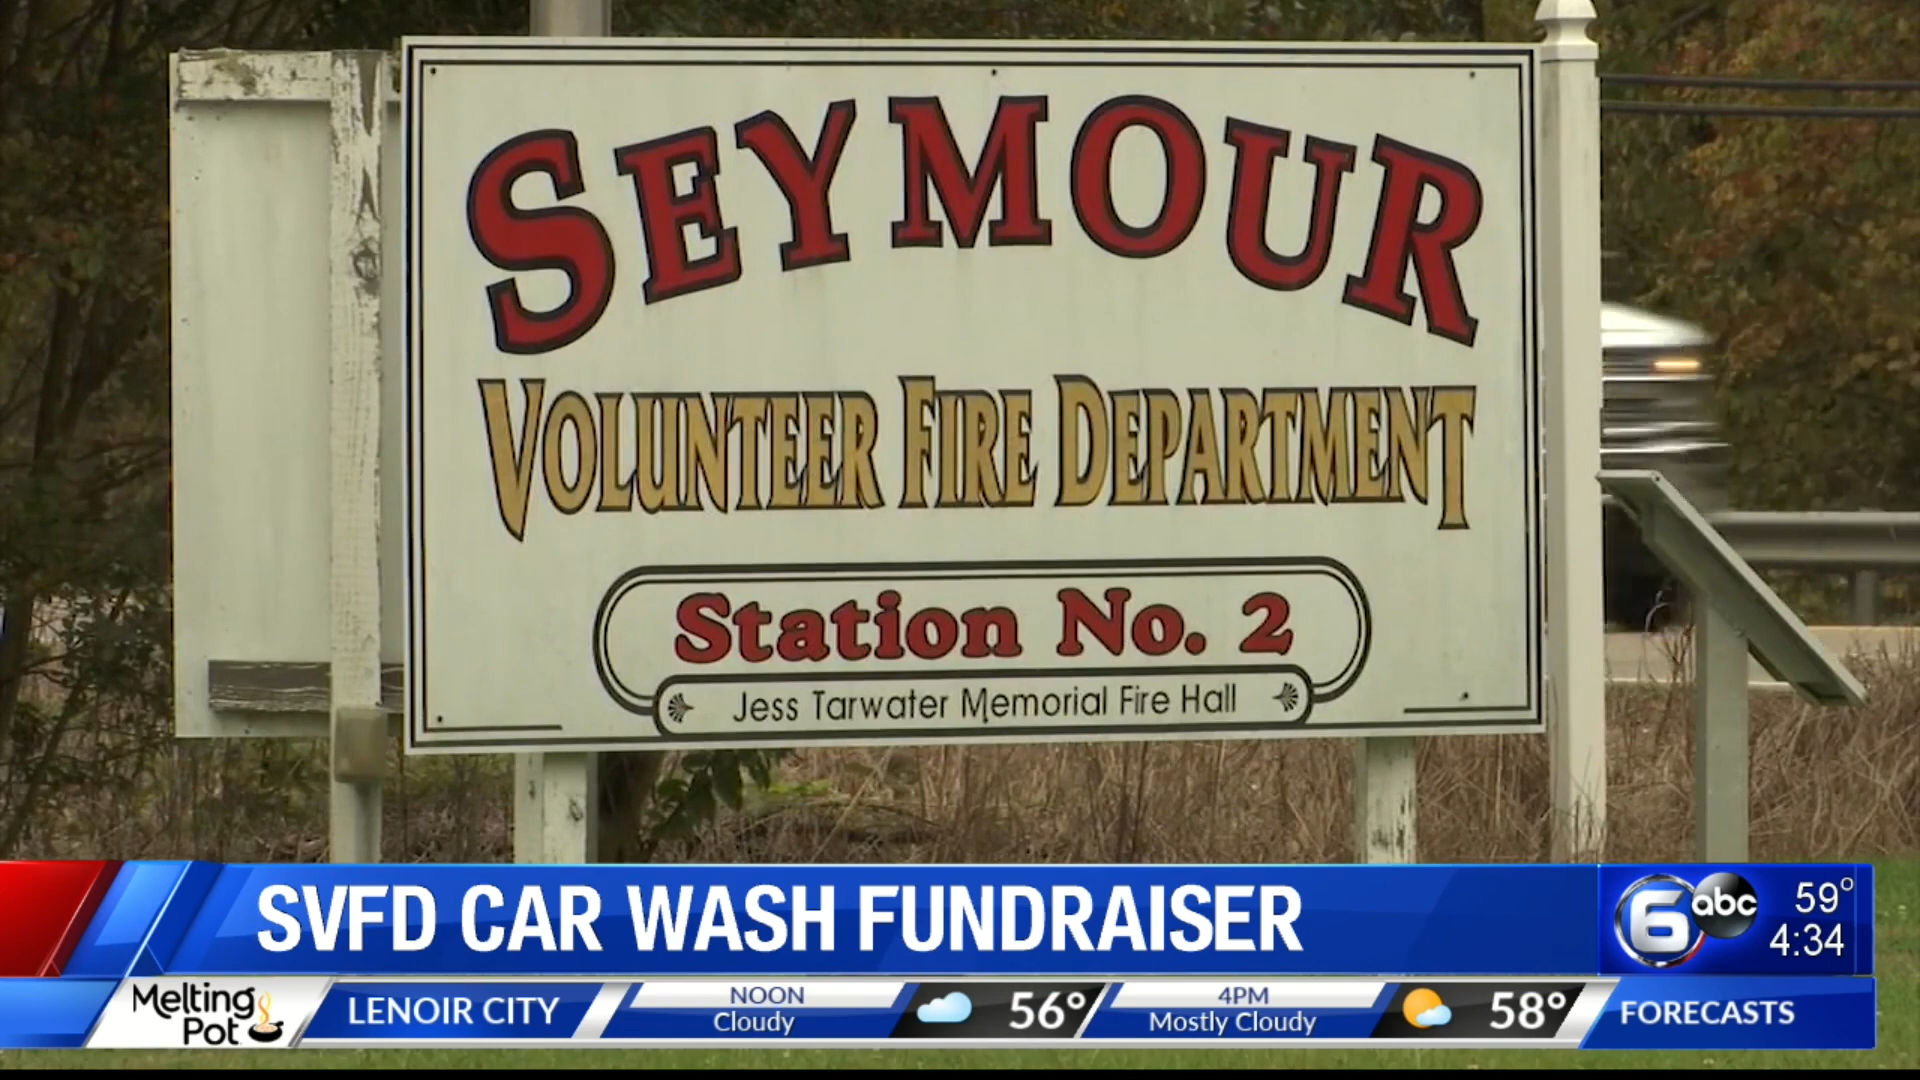 SEYMOUR
VOLUNTEER FIRE DEPARTMENT
Station No. 2
Jess Tarwater Memorial Fire Hall
SVFD CAR WASH FUNDRAISER
6 abc
59°
4:34
Melting Pot
LENOIR CITY
NOON
Cloudy
56°
4PM
Mostly Cloudy
58°
FORECASTS